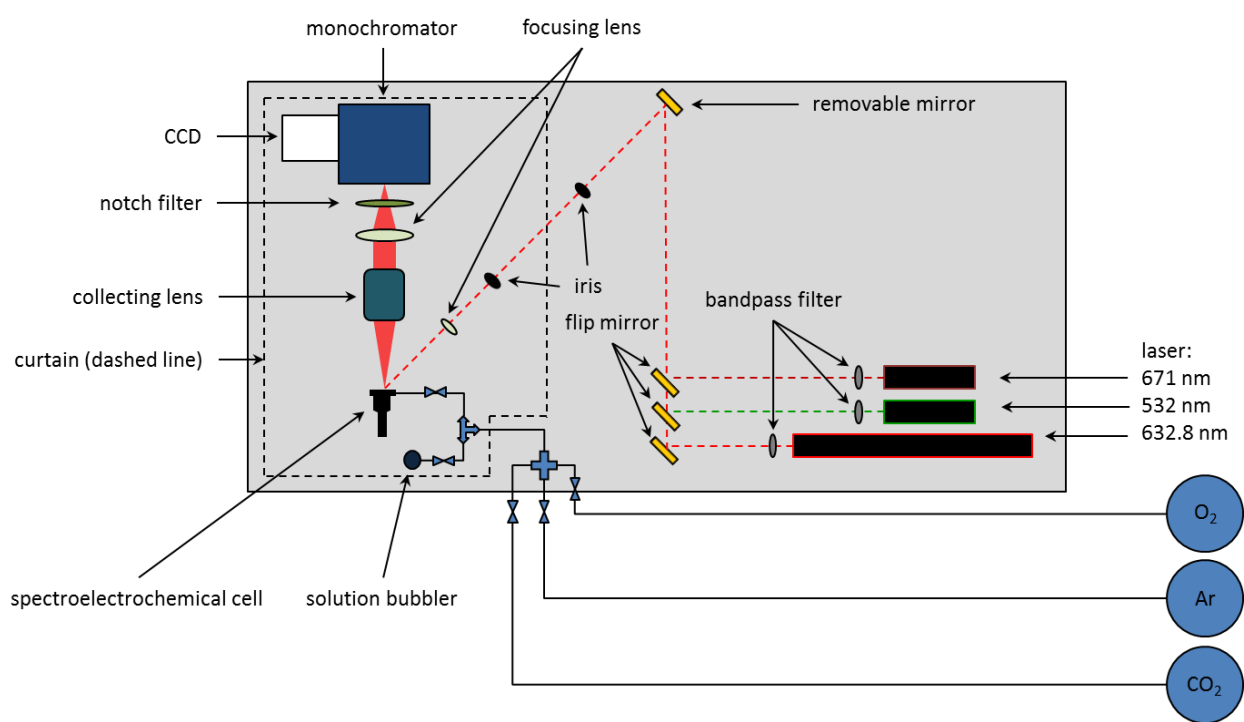 monochromator
focusing lens
removable mirror
CCD
notch filter
collecting lens
iris
bandpass filter
flip mirror
curtain (dashed line)
laser:
671 nm
532 nm
632.8 nm
O₂
spectroelectrochemical cell
solution bubbler
Ar
CO₂